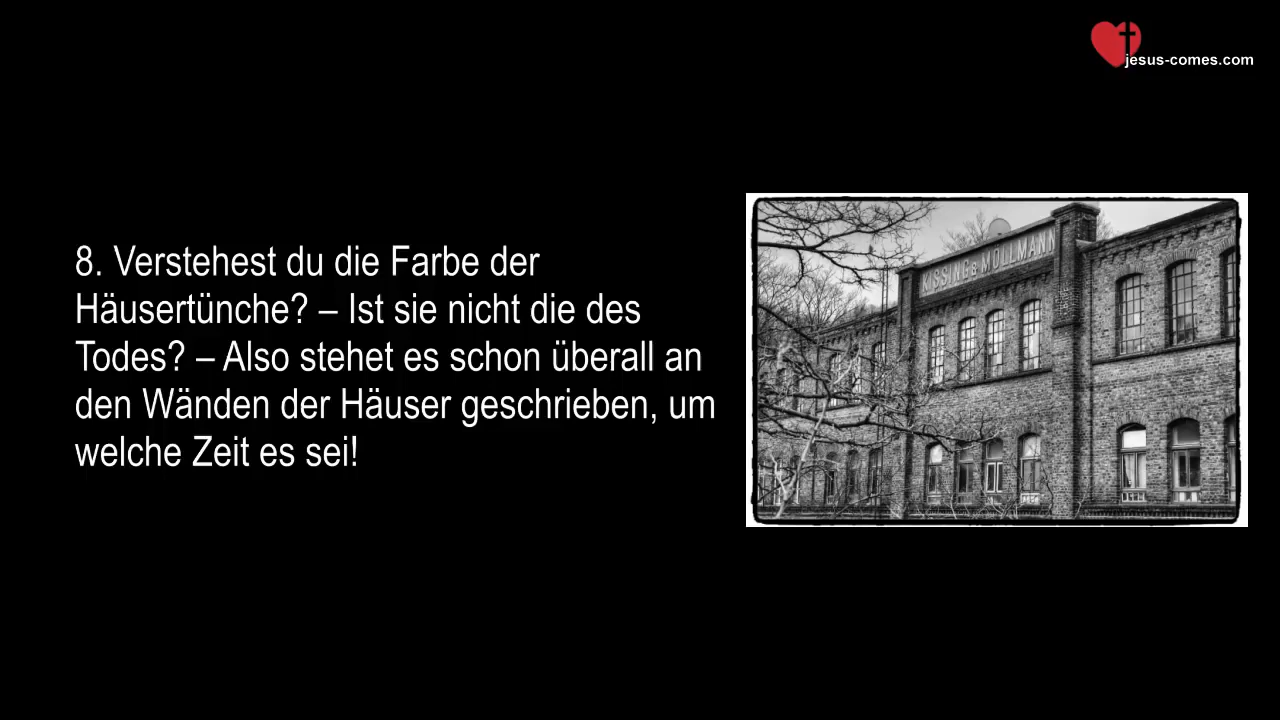 jesus-comes.com
8. Verstehest du die Farbe der
Häusertünche? – Ist sie nicht die des
Todes? – Also stehet es schon überall an
den Wänden der Häuser geschrieben, um
welche Zeit es sei!
KISSING & MÖLLMANN